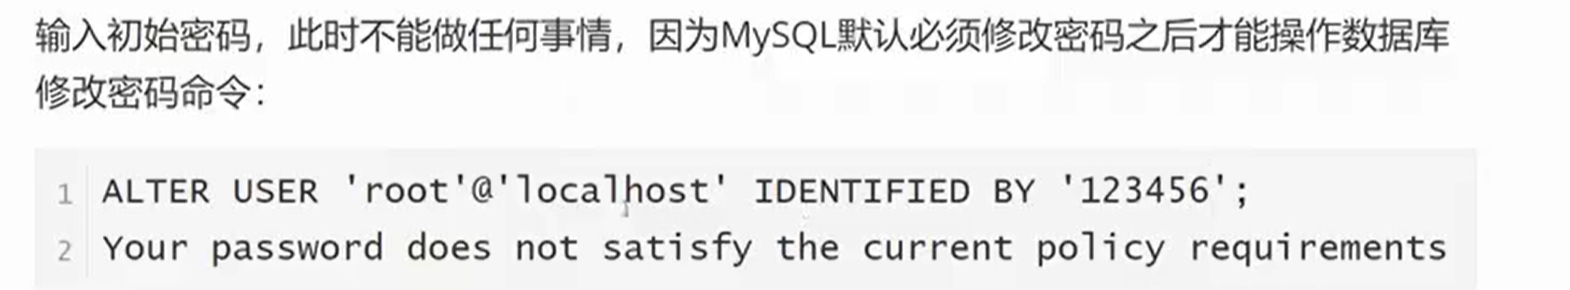 输入初始密码，此时不能做任何事情，因为MySQL默认必须修改密码之后才能操作数据库
修改密码命令：
1 ALTER USER 'root'@'localhost' IDENTIFIED BY '123456';
2 Your password does not satisfy the current policy requirements